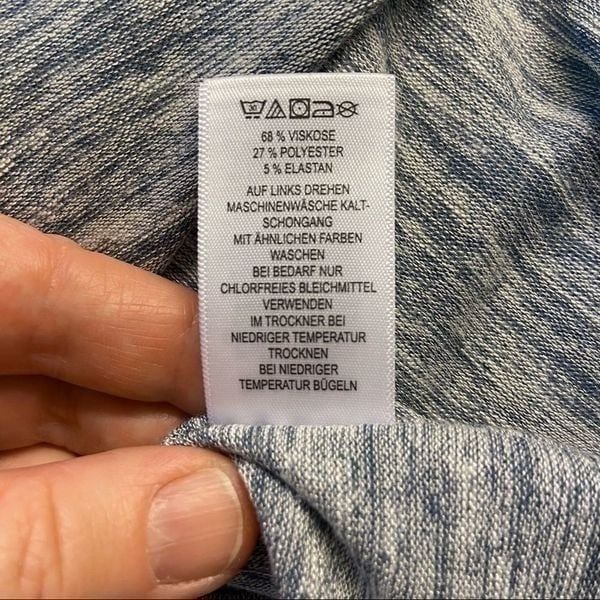 68 % VISKOSE
27 % POLYESTER
5 % ELASTAN
AUF LINKS DREHEN
MASCHINENWÄSCHE KALT-
SCHONGANG
MIT ÄHNLICHEN FARBEN
WASCHEN
BEI BEDARF NUR
CHLORFREIES BLEICHMITTEL
VERWENDEN
IM TROCKNER BEI
NIEDRIGER TEMPERATUR
TROCKNEN
BEI NIEDRIGER
TEMPERATUR BÜGELN